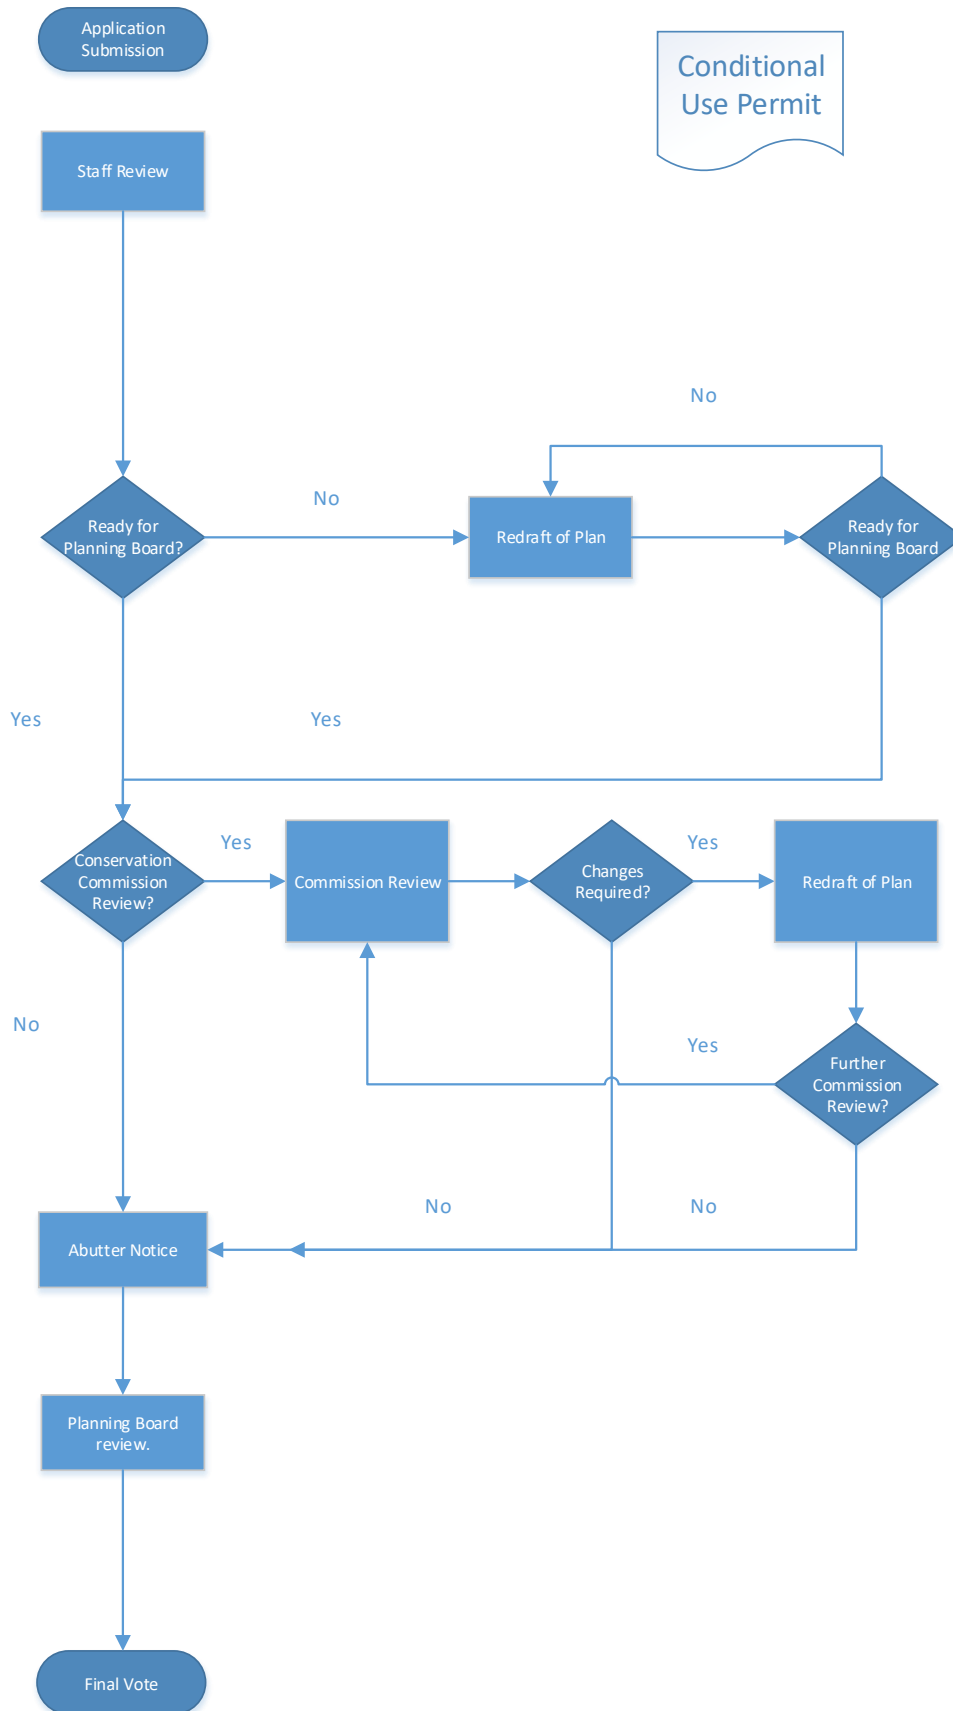 Application
Submission
Conditional
Use Permit
Staff Review
No
Ready for
Planning Board?
No
Redraft of Plan
Ready for
Planning Board
Yes
Yes
Conservation
Commission
Review?
Yes
Commission Review
Changes
Required?
Yes
Redraft of Plan
No
Yes
Further
Commission
Review?
No
No
Abutter Notice
Planning Board
review.
Final Vote